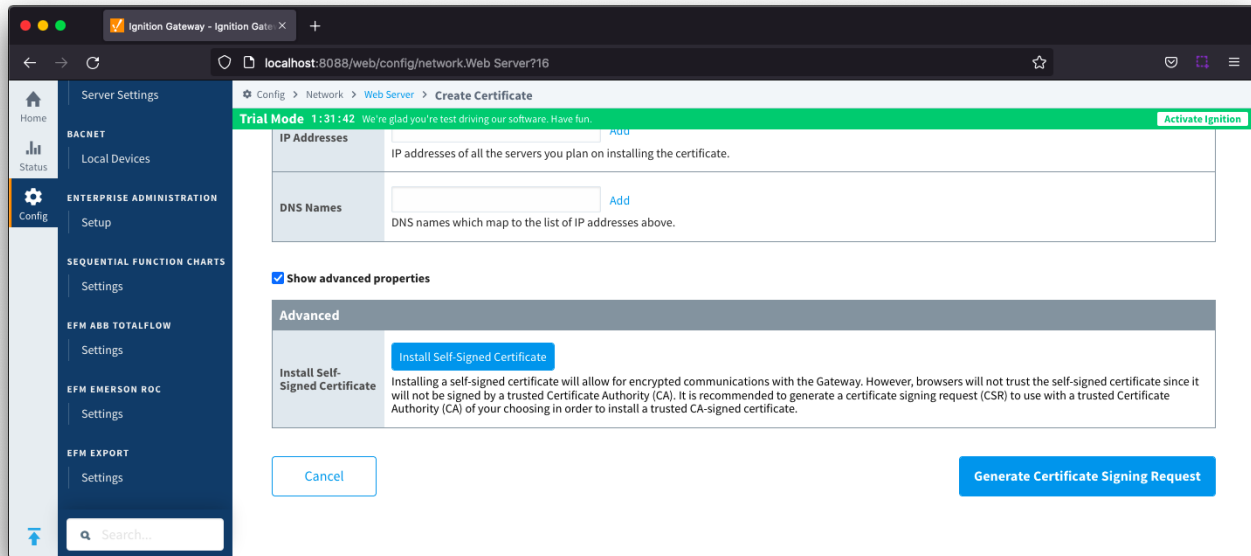 Ignition Gateway - Ignition Gate
localhost:8088/web/config/network.Web Server?16
Home
Status
Config
Server Settings
BACNET
Local Devices
ENTERPRISE ADMINISTRATION
Setup
SEQUENTIAL FUNCTION CHARTS
Settings
EFM ABB TOTALFLOW
Settings
EFM EMERSON ROC
Settings
EFM EXPORT
Settings
Search...
Config > Network > Web Server > Create Certificate
Trial Mode 1:31:42 We're glad you're test driving our software. Have fun.
Activate Ignition
IP Addresses
Add
IP addresses of all the servers you plan on installing the certificate.
DNS Names
Add
DNS names which map to the list of IP addresses above.
Show advanced properties
Advanced
Install Self-
Signed Certificate
Install Self-Signed Certificate
Installing a self-signed certificate will allow for encrypted communications with the Gateway. However, browsers will not trust the self-signed certificate since it
will not be signed by a trusted Certificate Authority (CA). It is recommended to generate a certificate signing request (CSR) to use with a trusted Certificate
Authority (CA) of your choosing in order to install a trusted CA-signed certificate.
Cancel
Generate Certificate Signing Request